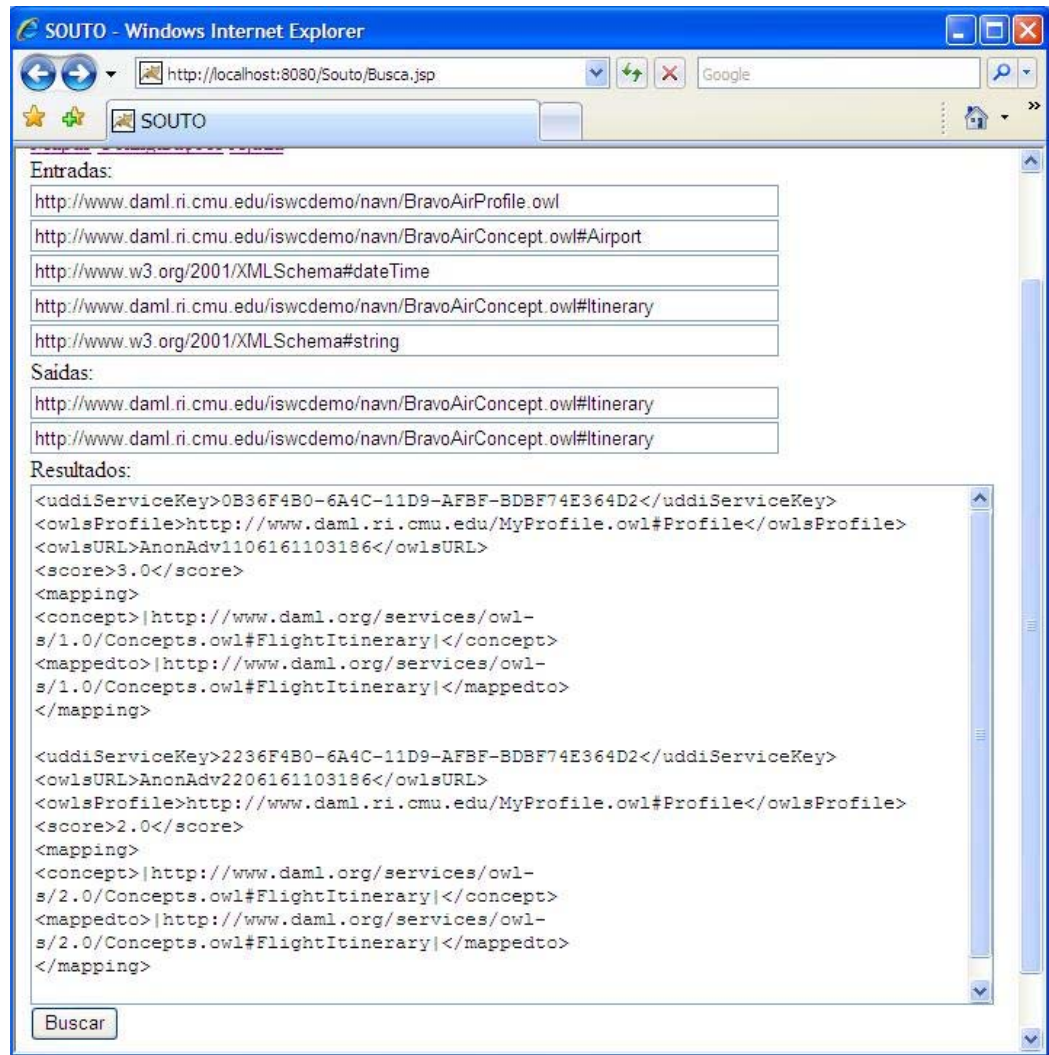 SOUTO - Windows Internet Explorer
http://localhost:8080/Souto/Busca.jsp
Google
SOUTO
Entradas:
http://www.daml.ri.cmu.edu/iswcdemo/navn/BravoAirProfile.owl
http://www.daml.ri.cmu.edu/iswcdemo/navn/BravoAirConcept.owl#Airport
http://www.w3.org/2001/XMLSchema#dateTime
http://www.daml.ri.cmu.edu/iswcdemo/navn/BravoAirConcept.owl#Itinerary
http://www.w3.org/2001/XMLSchema#string
Saídas:
http://www.daml.ri.cmu.edu/iswcdemo/navn/BravoAirConcept.owl#Itinerary
http://www.daml.ri.cmu.edu/iswcdemo/navn/BravoAirConcept.owl#Itinerary
Resultados:
<uddiServiceKey>0B36F4B0-6A4C-11D9-AFBF-BDBF74E364D2</uddiServiceKey>
<owlsProfile>http://www.daml.ri.cmu.edu/MyProfile.owl#Profile</owlsProfile>
<owlsURL>AnonAdv1106161103186</owlsURL>
<score>3.0</score>
<mapping>
<concept>|http://www.daml.org/services/owl-
s/1.0/Concepts.owl#FlightItinerary|</concept>
<mappedto>|http://www.daml.org/services/owl-
s/1.0/Concepts.owl#FlightItinerary|</mappedto>
</mapping>
<uddiServiceKey>2236F4B0-6A4C-11D9-AFBF-BDBF74E364D2</uddiServiceKey>
<owlsURL>AnonAdv2206161103186</owlsURL>
<owlsProfile>http://www.daml.ri.cmu.edu/MyProfile.owl#Profile</owlsProfile>
<score>2.0</score>
<mapping>
<concept>|http://www.daml.org/services/owl-
s/2.0/Concepts.owl#FlightItinerary|</concept>
<mappedto>|http://www.daml.org/services/owl-
s/2.0/Concepts.owl#FlightItinerary|</mappedto>
</mapping>
Buscar